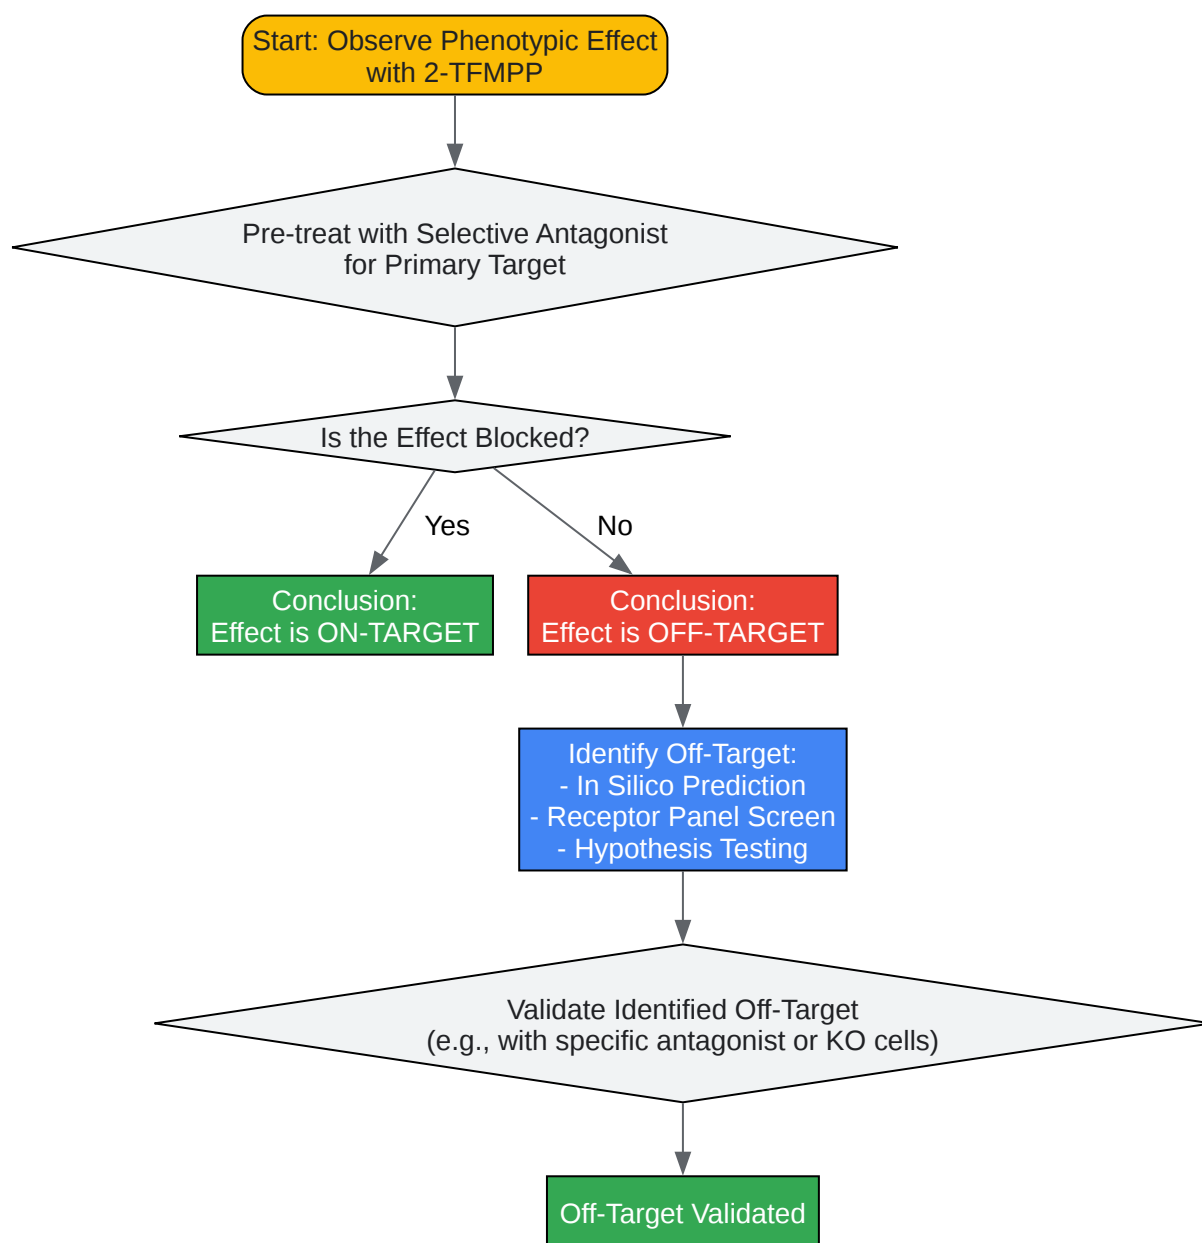 Start: Observe Phenotypic Effect
with 2-TFMPP
Pre-treat with Selective Antagonist
for Primary Target
Is the Effect Blocked?
Yes
No
Conclusion:
Effect is ON-TARGET
Conclusion:
Effect is OFF-TARGET
Identify Off-Target:
- In Silico Prediction
- Receptor Panel Screen
- Hypothesis Testing
Validate Identified Off-Target
(e.g., with specific antagonist or KO cells)
Off-Target Validated